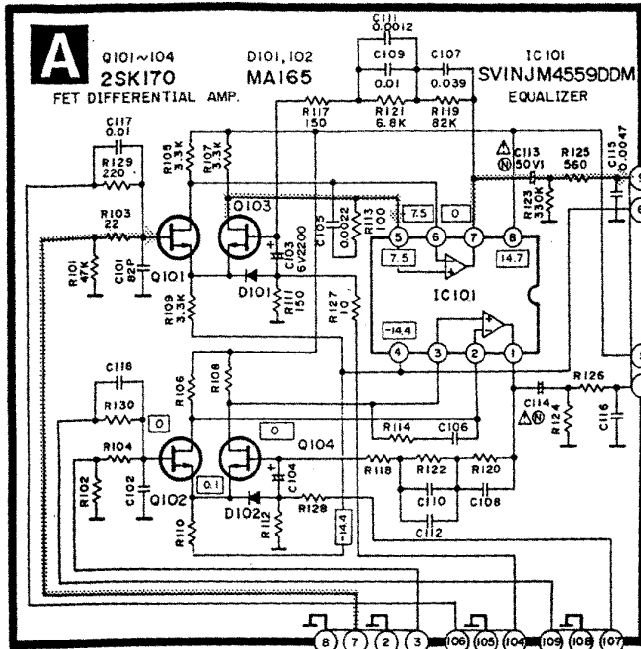 A
Q101~104
2SK170
FET DIFFERENTIAL AMP.
D101, 102
MA165
IC101
SVINJM4559DDM
EQUALIZER
C111
0.0012
C109
0.01
C107
0.039
R117
150
R121
6.8K
R119
82K
C117
0.01
R129
220
R103
22
R101
47K
C101
82P
R105
3.3K
R107
3.3K
Q103
Q101
D101
R109
3.3K
C103
6V2200
R111
150
C105
0.0022
R113
100
R127
10
7.5
0
5
6
7
8
7.5
14.7
IC101
-14.4
4
3
2
1
C113
50V1
N
R123
330K
R125
560
C115
0.0047
C118
R130
R104
R102
C102
0
R106
R108
0
Q104
Q102
0.1
D102
C104
R110
R112
R128
-14.4
R114
C106
R118
R122
R120
C110
C108
C112
C114
N
R124
R126
C116
8
7
2
3
106
105
104
109
108
107